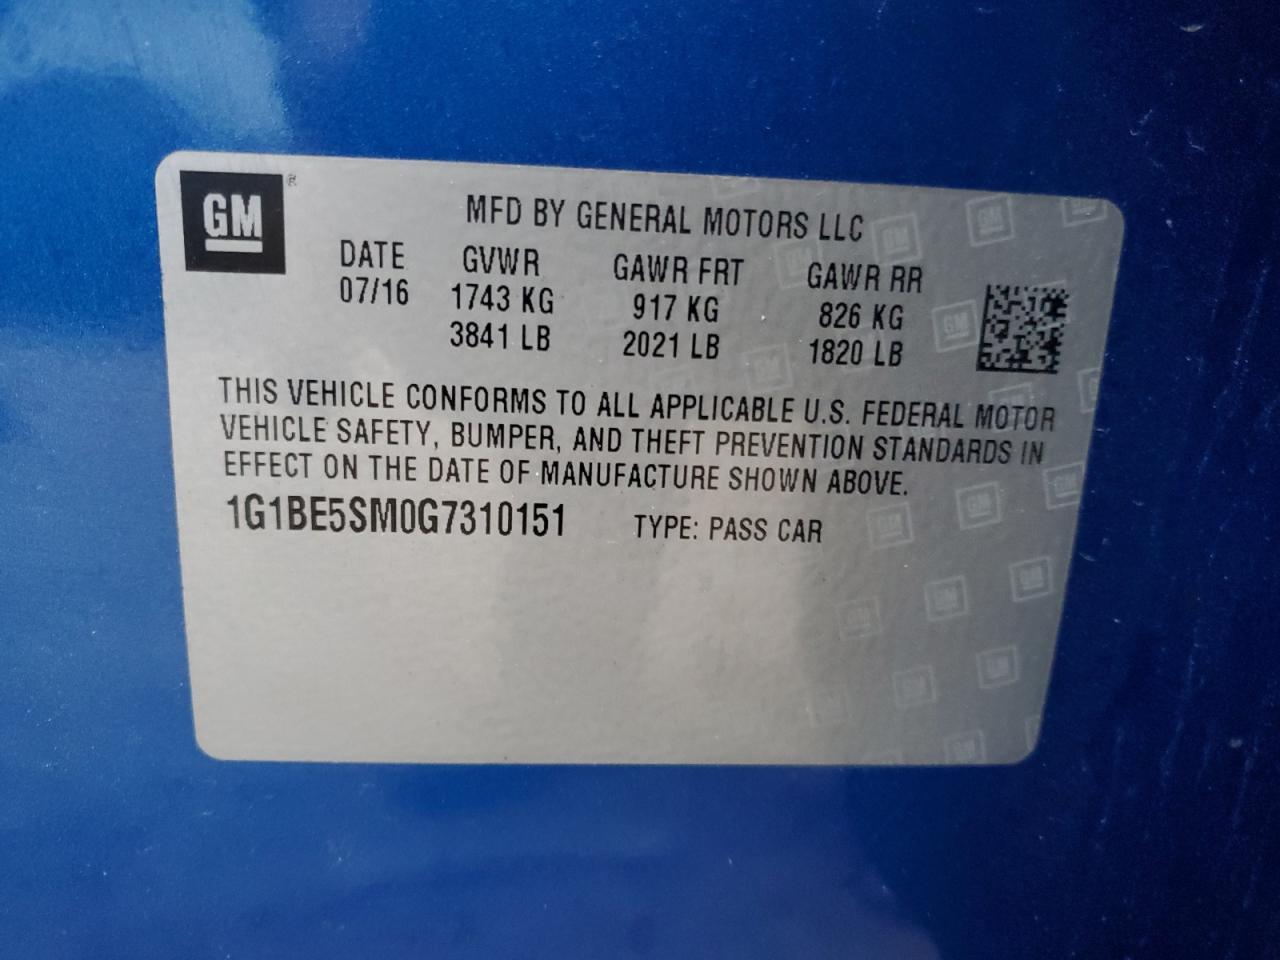 GM®
MFD BY GENERAL MOTORS LLC
DATE GVWR GAWR FRT GAWR RR
07/16 1743 KG 917 KG 826 KG
3841 LB 2021 LB 1820 LB
THIS VEHICLE CONFORMS TO ALL APPLICABLE U.S. FEDERAL MOTOR
VEHICLE SAFETY, BUMPER, AND THEFT PREVENTION STANDARDS IN
EFFECT ON THE DATE OF MANUFACTURE SHOWN ABOVE.
1G1BE5SM0G7310151 TYPE: PASS CAR